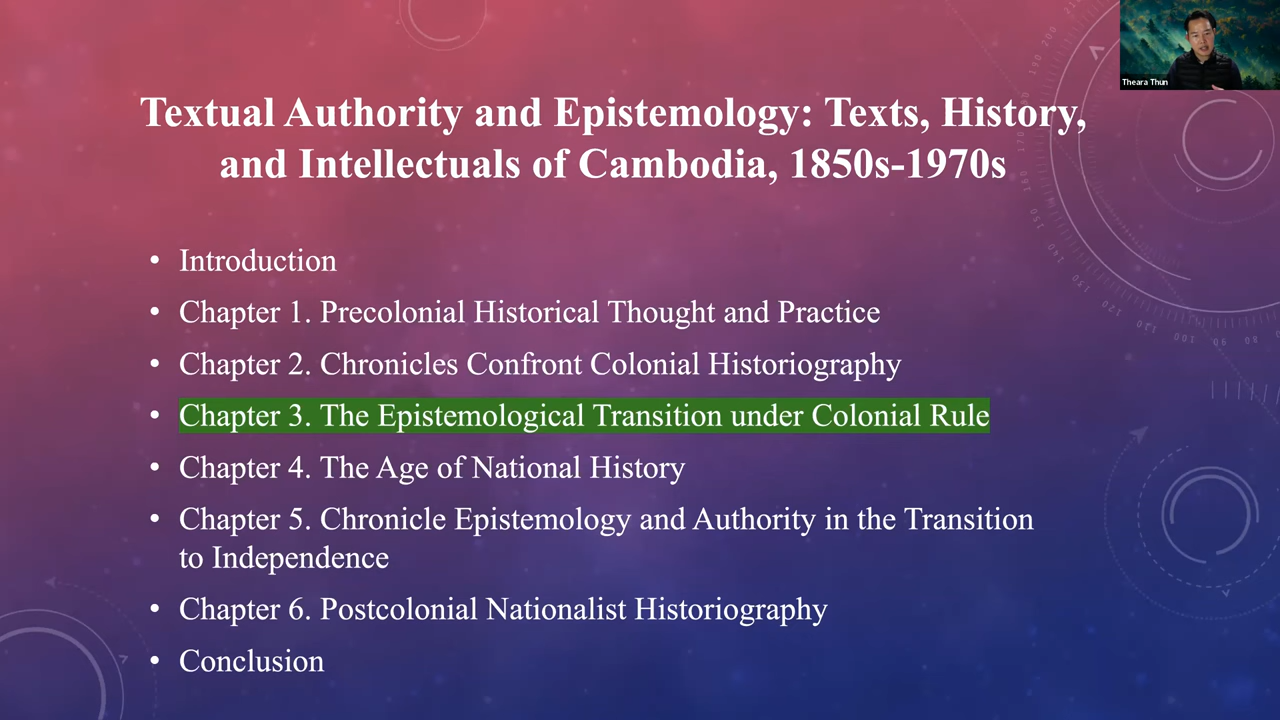 Theara Thun
Textual Authority and Epistemology: Texts, History,
and Intellectuals of Cambodia, 1850s-1970s
• Introduction
• Chapter 1. Precolonial Historical Thought and Practice
• Chapter 2. Chronicles Confront Colonial Historiography
• Chapter 3. The Epistemological Transition under Colonial Rule
• Chapter 4. The Age of National History
• Chapter 5. Chronicle Epistemology and Authority in the Transition
to Independence
• Chapter 6. Postcolonial Nationalist Historiography
• Conclusion